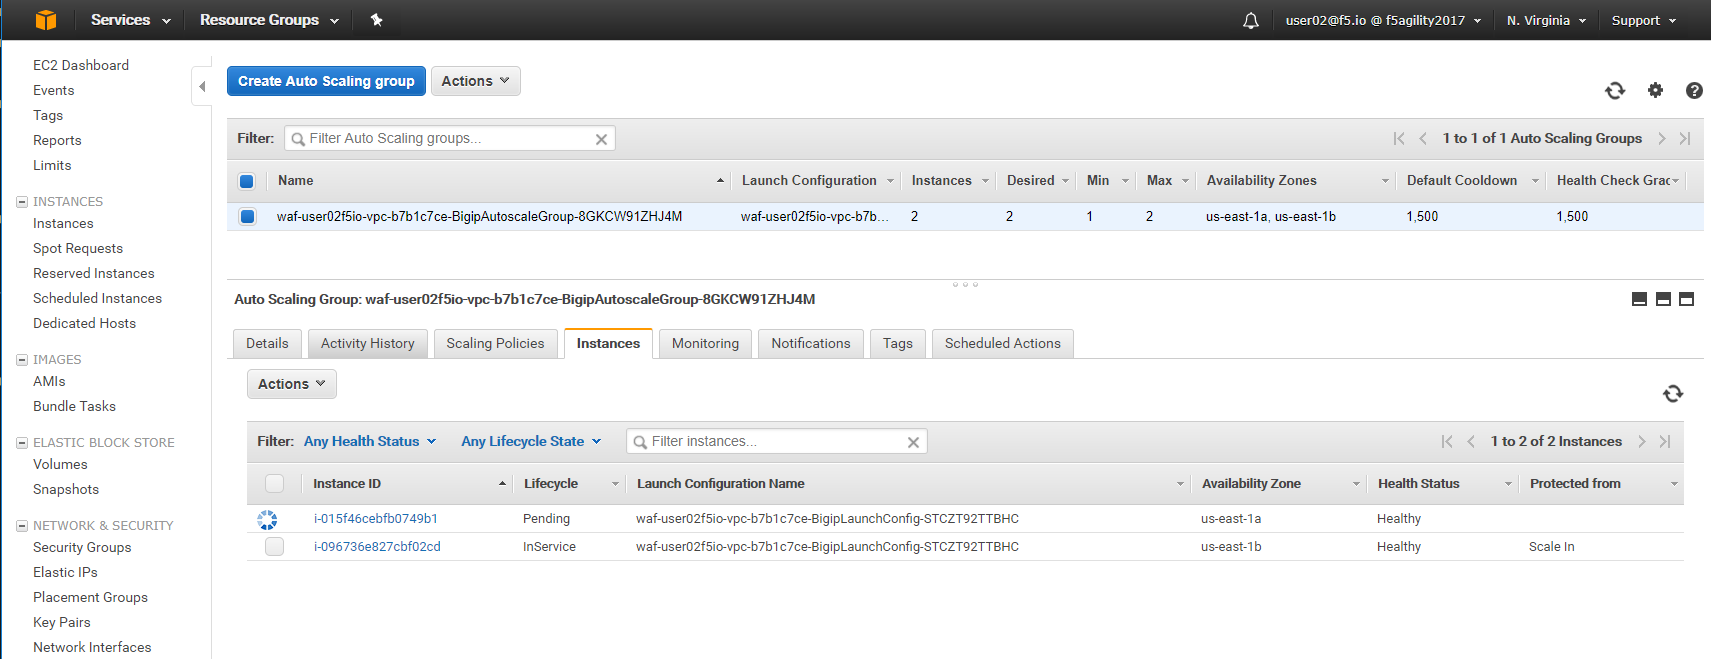 Services Resource Groups user02@f5.io @ f5agility2017 N. Virginia Support
EC2 Dashboard
Events
Tags
Reports
Limits
INSTANCES
Instances
Spot Requests
Reserved Instances
Scheduled Instances
Dedicated Hosts
IMAGES
AMIs
Bundle Tasks
ELASTIC BLOCK STORE
Volumes
Snapshots
NETWORK & SECURITY
Security Groups
Elastic IPs
Placement Groups
Key Pairs
Network Interfaces
Create Auto Scaling group Actions
Filter: Filter Auto Scaling groups... 1 to 1 of 1 Auto Scaling Groups
Name Launch Configuration Instances Desired Min Max Availability Zones Default Cooldown Health Check Grac
waf-user02f5io-vpc-b7b1c7ce-BigipAutoscaleGroup-8GKCW91ZHJ4M waf-user02f5io-vpc-b7b... 2 2 1 2 us-east-1a, us-east-1b 1,500 1,500
Auto Scaling Group: waf-user02f5io-vpc-b7b1c7ce-BigipAutoscaleGroup-8GKCW91ZHJ4M
Details Activity History Scaling Policies Instances Monitoring Notifications Tags Scheduled Actions
Actions
Filter: Any Health Status Any Lifecycle State Filter instances... 1 to 2 of 2 Instances
Instance ID Lifecycle Launch Configuration Name Availability Zone Health Status Protected from
i-015f46cebfb0749b1 Pending waf-user02f5io-vpc-b7b1c7ce-BigipLaunchConfig-STCZT92TTBHC us-east-1a Healthy
i-096736e827cbf02cd InService waf-user02f5io-vpc-b7b1c7ce-BigipLaunchConfig-STCZT92TTBHC us-east-1b Healthy Scale In